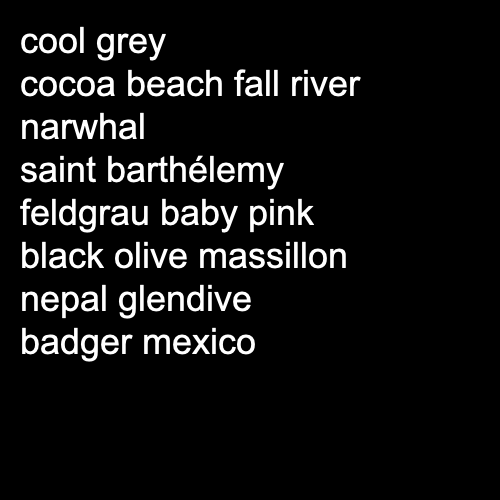 cool grey
cocoa beach fall river
narwhal
saint barthélemy
feldgrau baby pink
black olive massillon
nepal glendive
badger mexico